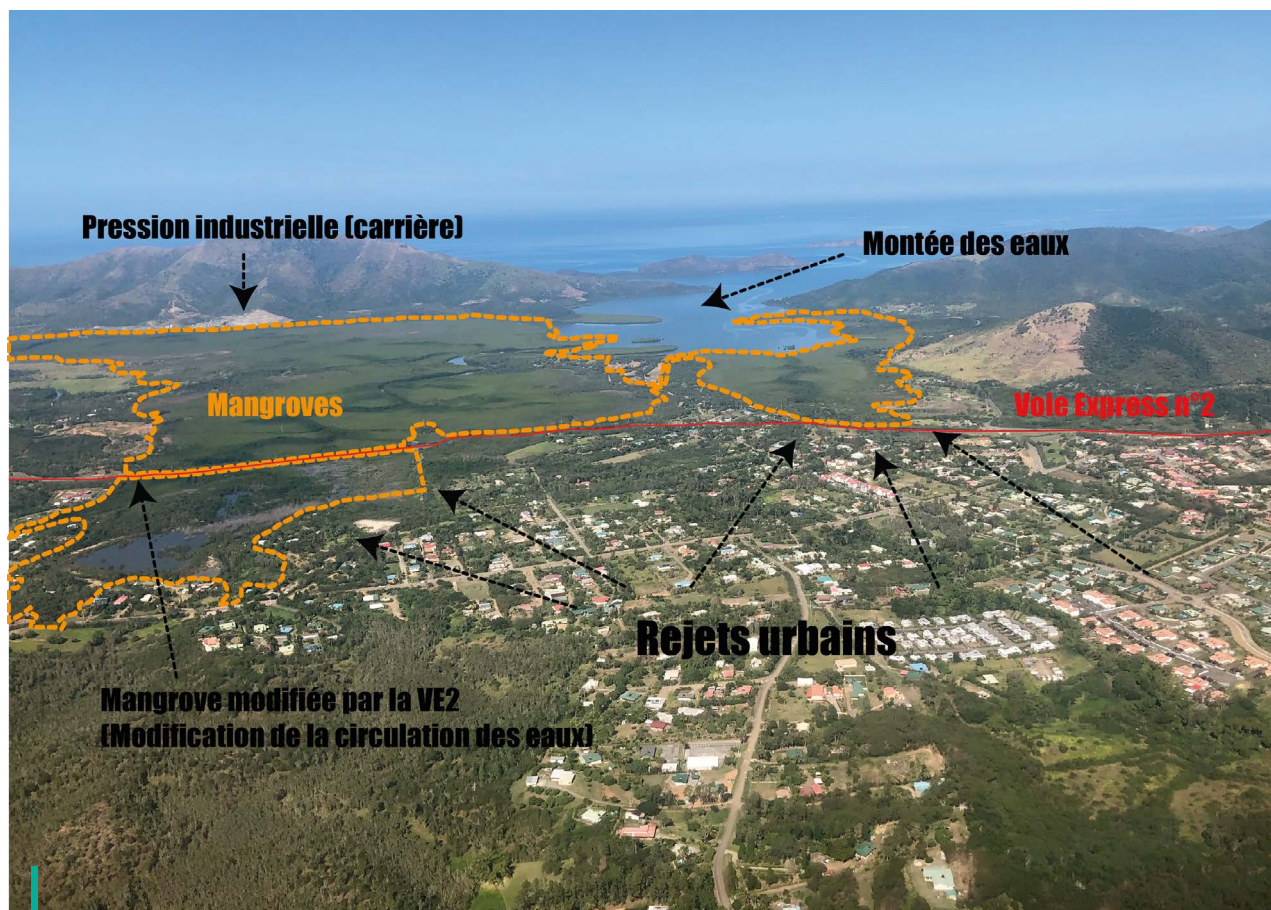 Pression industrielle (carrière)
Montée des eaux
Mangroves
Voie Express n°2
Rejets urbains
Mangrove modifiée par la VE2
(Modification de la circulation des eaux)